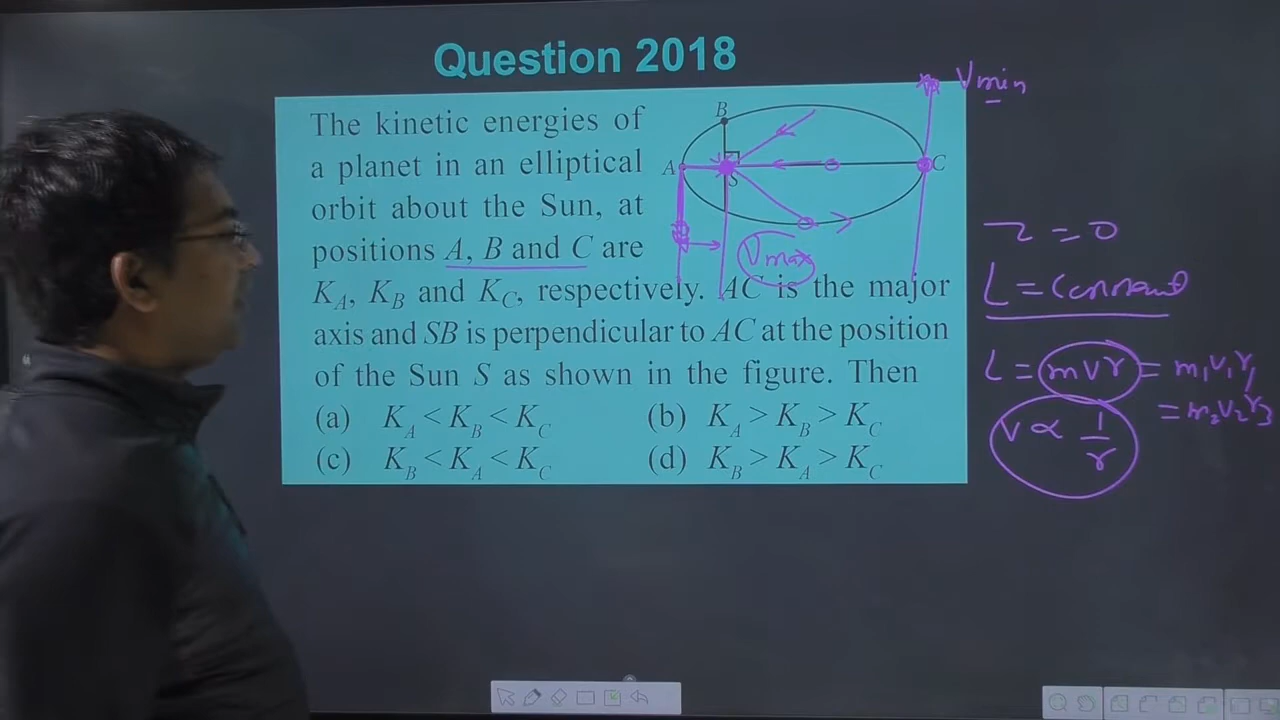 Question 2018
The kinetic energies of
a planet in an elliptical
orbit about the Sun, at
positions A, B and C are
K_A, K_B and K_C, respectively. AC is the major
axis and SB is perpendicular to AC at the position
of the Sun S as shown in the figure. Then
(a) K_A < K_B < K_C (b) K_A > K_B > K_C
(c) K_B < K_A < K_C (d) K_B > K_A > K_C
B
A
S
C
Vmax
Vmin
τ = 0
L = Constant
L = mvr = m₁v₁r₁
= m₂v₂r₂
v ∝ 1/r